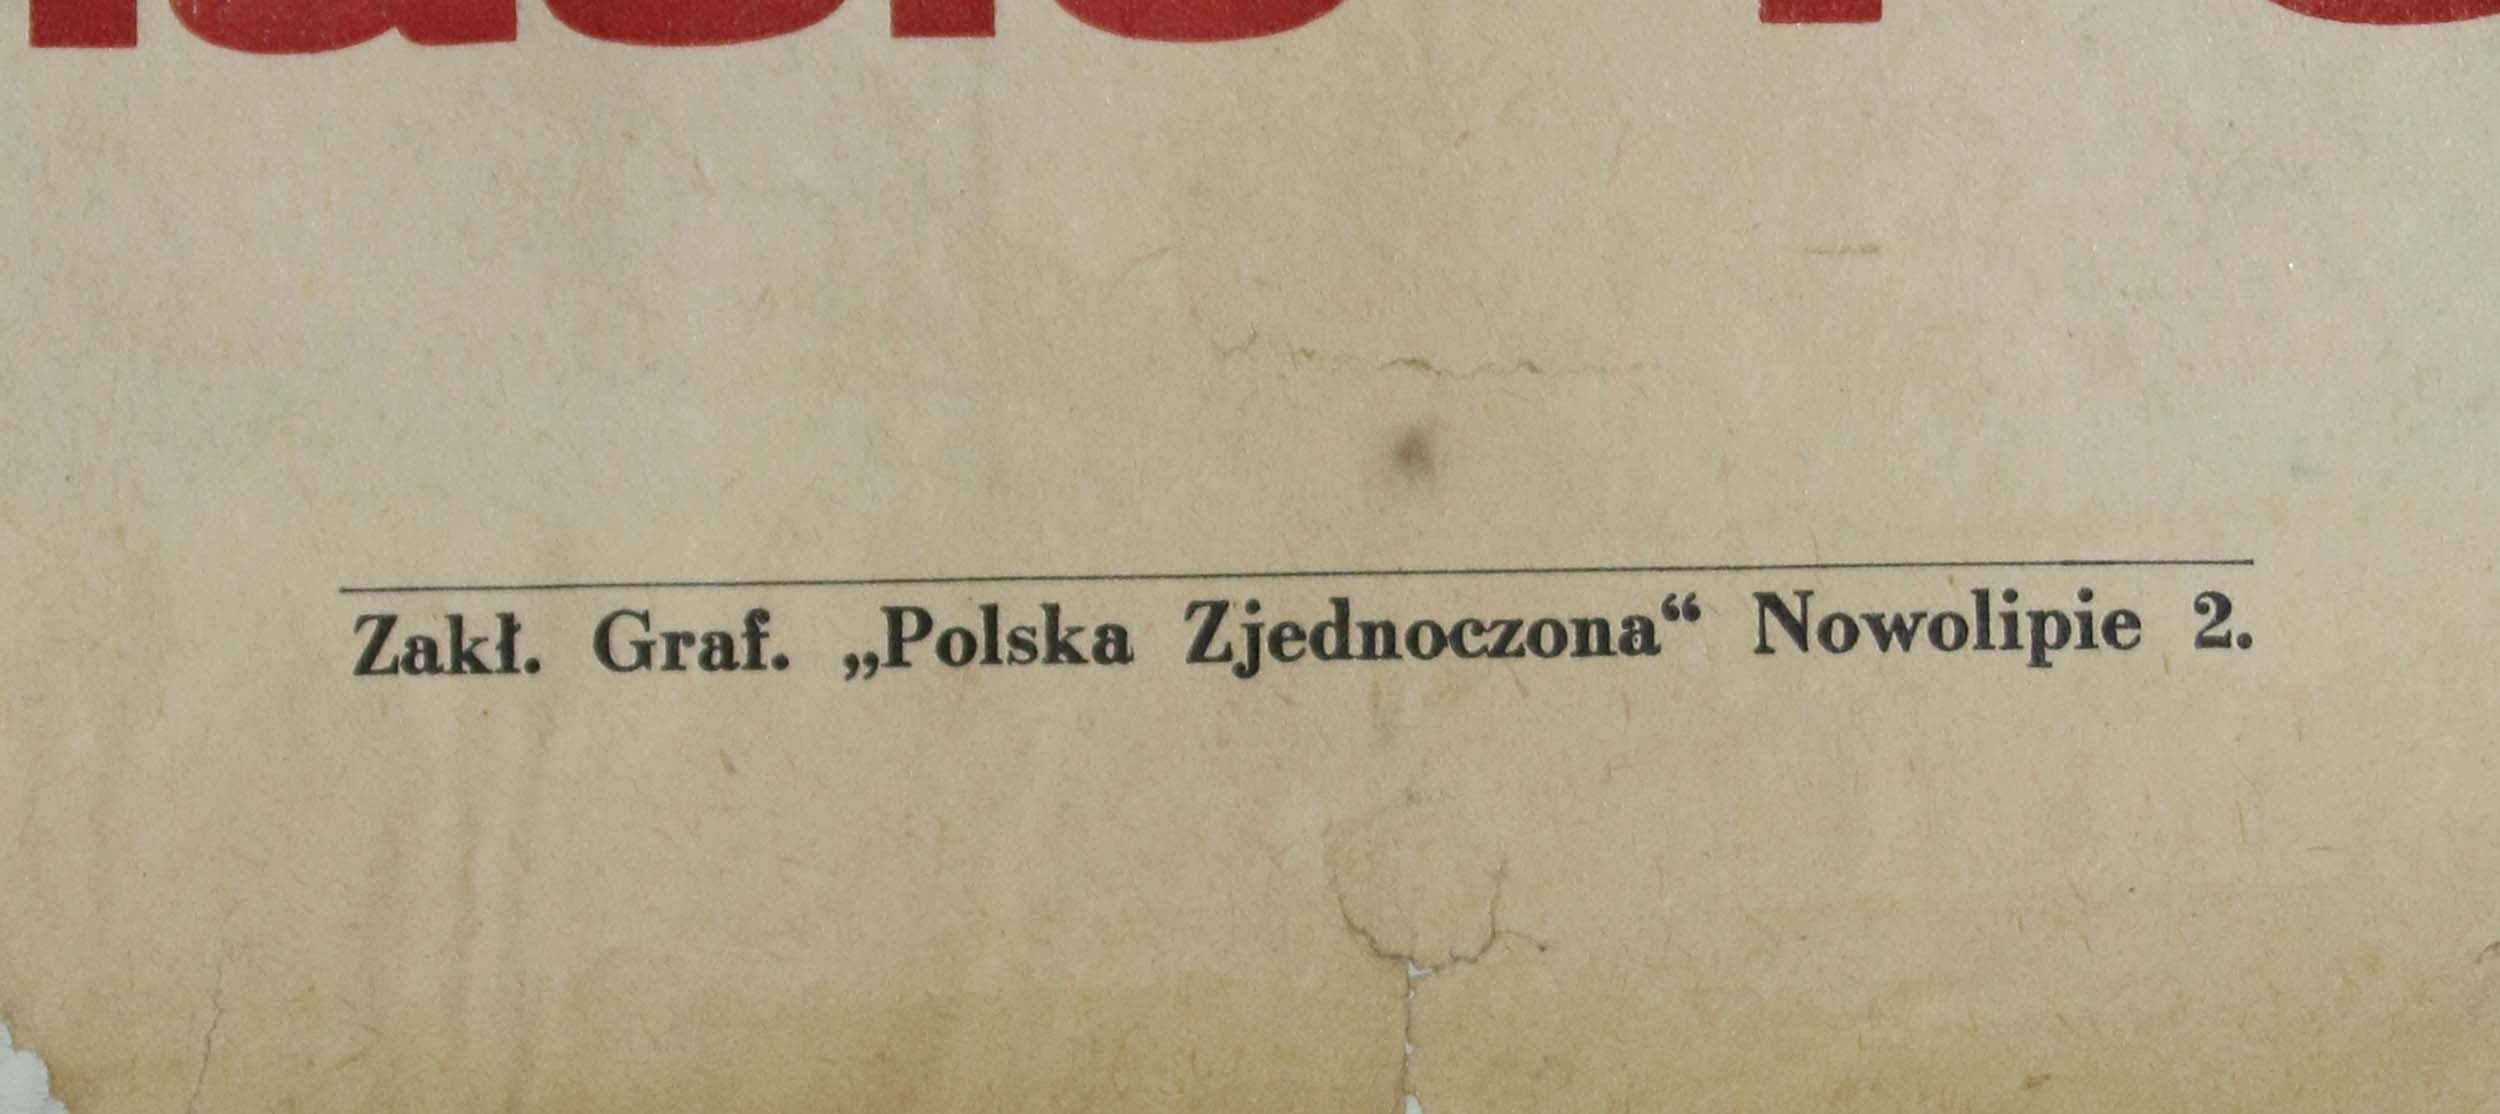 Zakł. Graf. „Polska Zjednoczona“ Nowolipie 2.